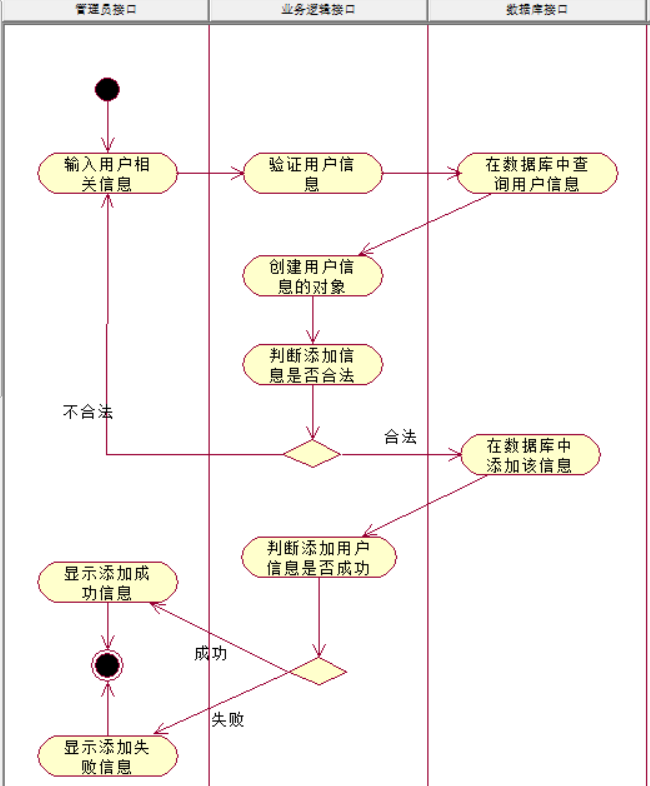 管理员接口
业务逻辑接口
数据库接口
输入用户相
关信息
验证用户信
息
在数据库中查
询用户信息
创建用户信
息的对象
判断添加信
息是否合法
不合法
合法
在数据库中
添加该信息
判断添加用户
信息是否成功
显示添加成
功信息
成功
失败
显示添加失
败信息